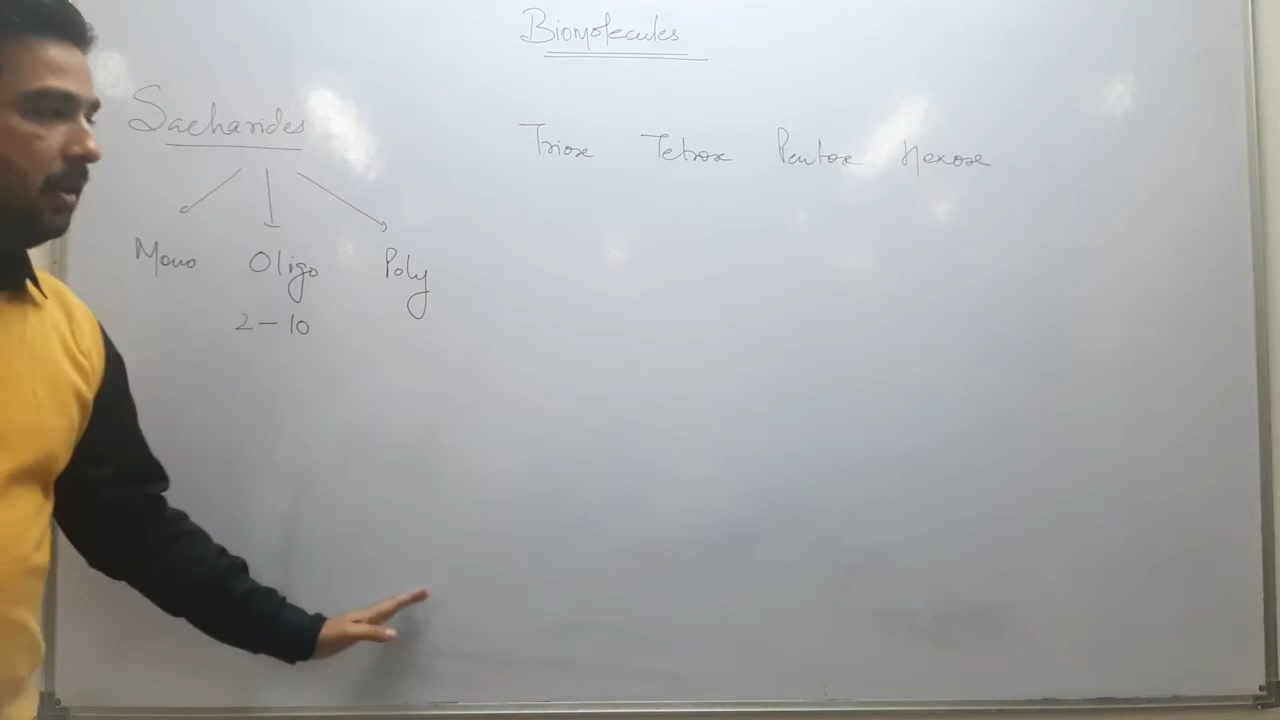 Biomolecules
Sacharides
Triose Tetrose Pentose Hexose
Mono Oligo Poly
2-10